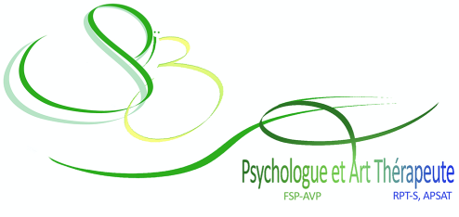 Psychologue et Art Thérapeute
FSP-AVP RPT-S, APSAT